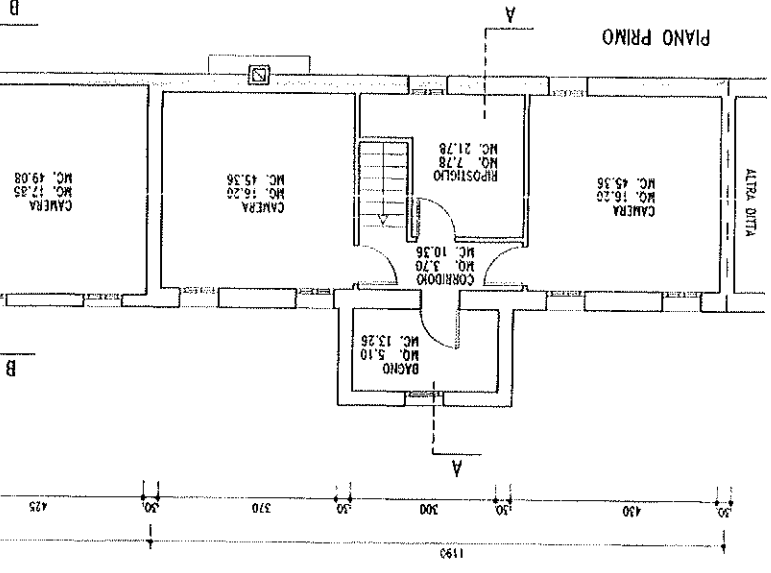 1190
30 430 30 300 30 370 30 425
A
BAGNO
MQ. 5.10
MC. 13.26
B
CORRIDOIO
MQ. 3.70
MC. 10.36
ALTRA DITTA
CAMERA
MQ. 16.20
MC. 45.36
RIPOSTIGLIO
MQ. 7.78
MC. 21.78
CAMERA
MQ. 16.20
MC. 45.36
CAMERA
MQ. 17.85
MC. 49.08
PIANO PRIMO
A
B